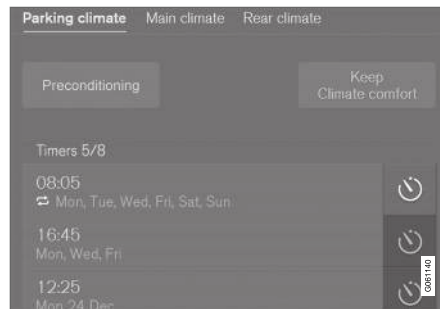 Parking climate Main climate Rear climate
Preconditioning
Keep
Climate comfort
Timers 5/8
08:05
Mon, Tue, Wed, Fri, Sat, Sun
16:45
Mon, Wed, Fri
12:25
Mon 24 Dec
G061140